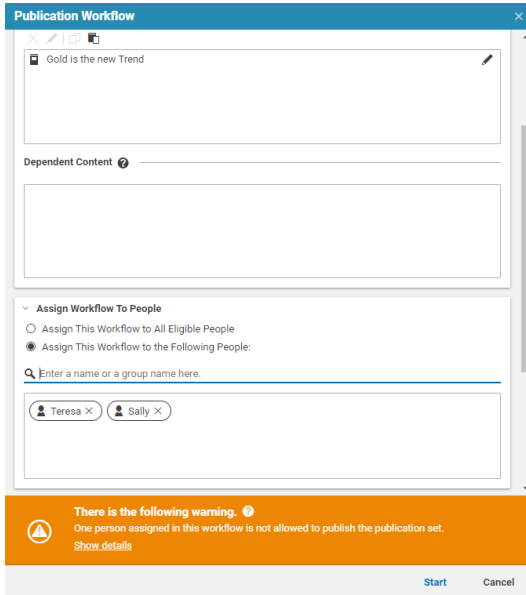 Publication Workflow
Gold is the new Trend
Dependent Content
Assign Workflow To People
Assign This Workflow to All Eligible People
Assign This Workflow to the Following People:
Enter a name or a group name here.
Teresa Sally
There is the following warning.
One person assigned in this workflow is not allowed to publish the publication set.
Show details
Start Cancel